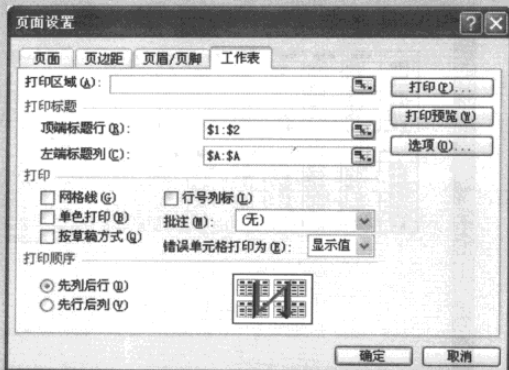 页面设置
页面 页边距 页眉/页脚 工作表
打印区域(A): 打印(P)...
打印标题 打印预览(W)
顶端标题行(R): $1:$2
左端标题列(C): $A:$A 选项(O)...
打印
网格线(G) 行号列标(L)
单色打印(B) 批注(M): (无)
按草稿方式(Q) 错误单元格打印为(E): 显示值
打印顺序
先列后行(D)
先行后列(V)
确定 取消